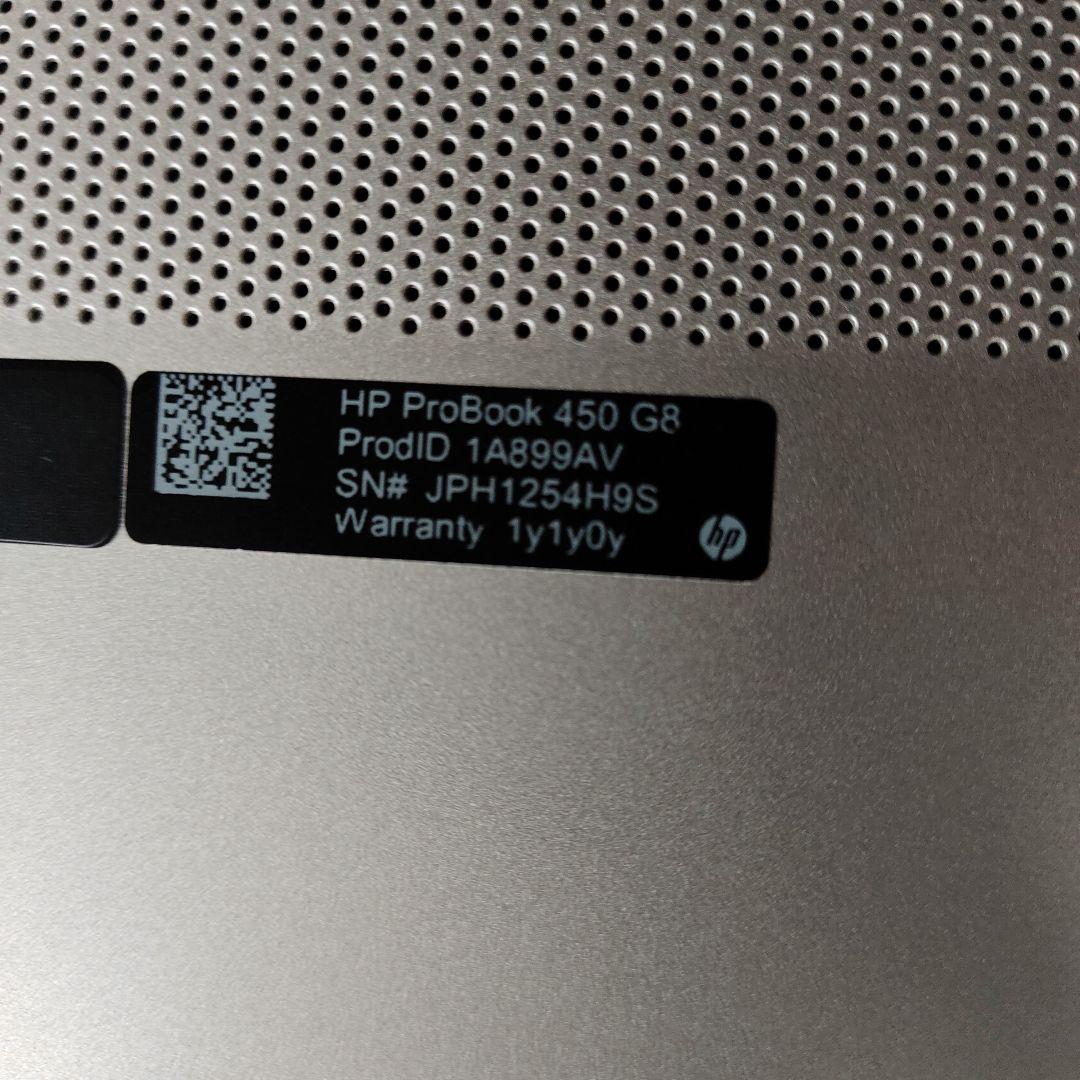 HP ProBook 450 G8
ProdID 1A899AV
SN# JPH1254H9S
Warranty 1y1y0y
hp